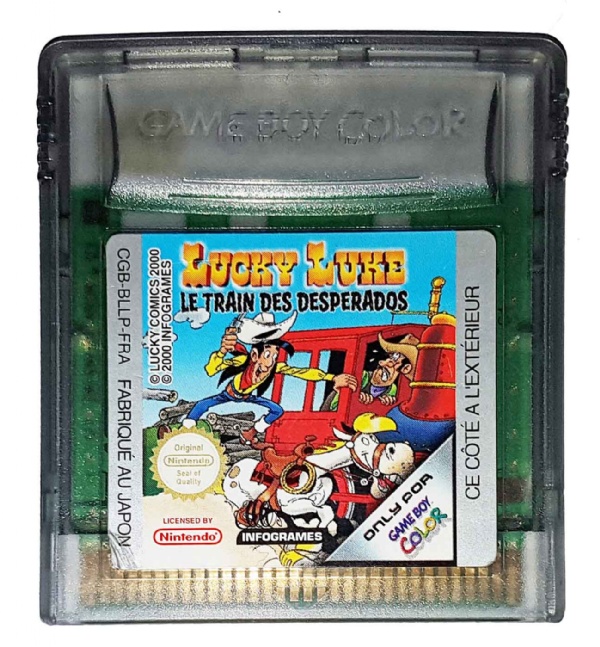 GAME BOY COLOR
LUCKY LUKE
LE TRAIN DES DESPERADOS
CGB-BLLP-FRA FABRIQUÉ AU JAPON
© LUCKY COMICS 2000
© 2000 INFOGRAMES
CE CÔTÉ A L'EXTÉRIEUR
Original
Nintendo
Seal of
Quality
LICENSED BY
Nintendo
INFOGRAMES
ONLY FOR
GAME BOY
COLOR